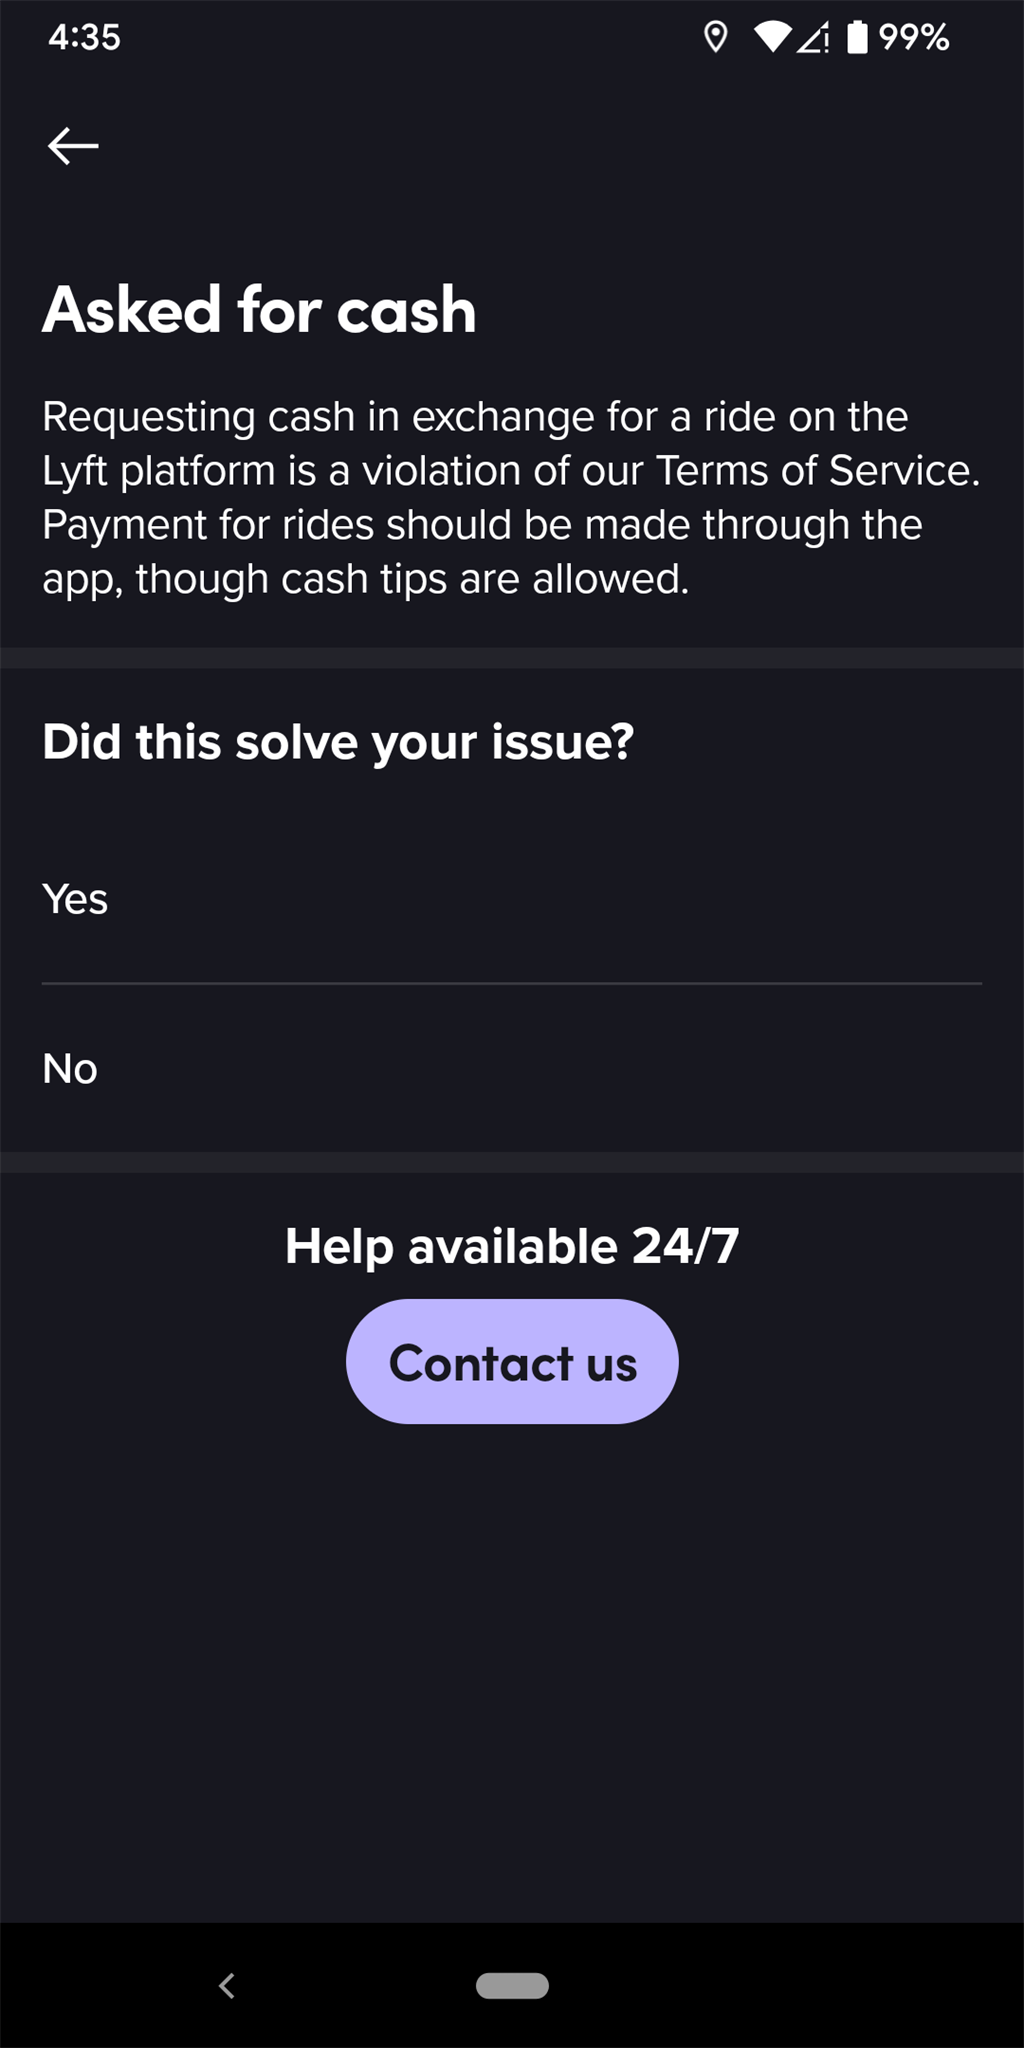 4:35
99%
Asked for cash
Requesting cash in exchange for a ride on the
Lyft platform is a violation of our Terms of Service.
Payment for rides should be made through the
app, though cash tips are allowed.
Did this solve your issue?
Yes
No
Help available 24/7
Contact us